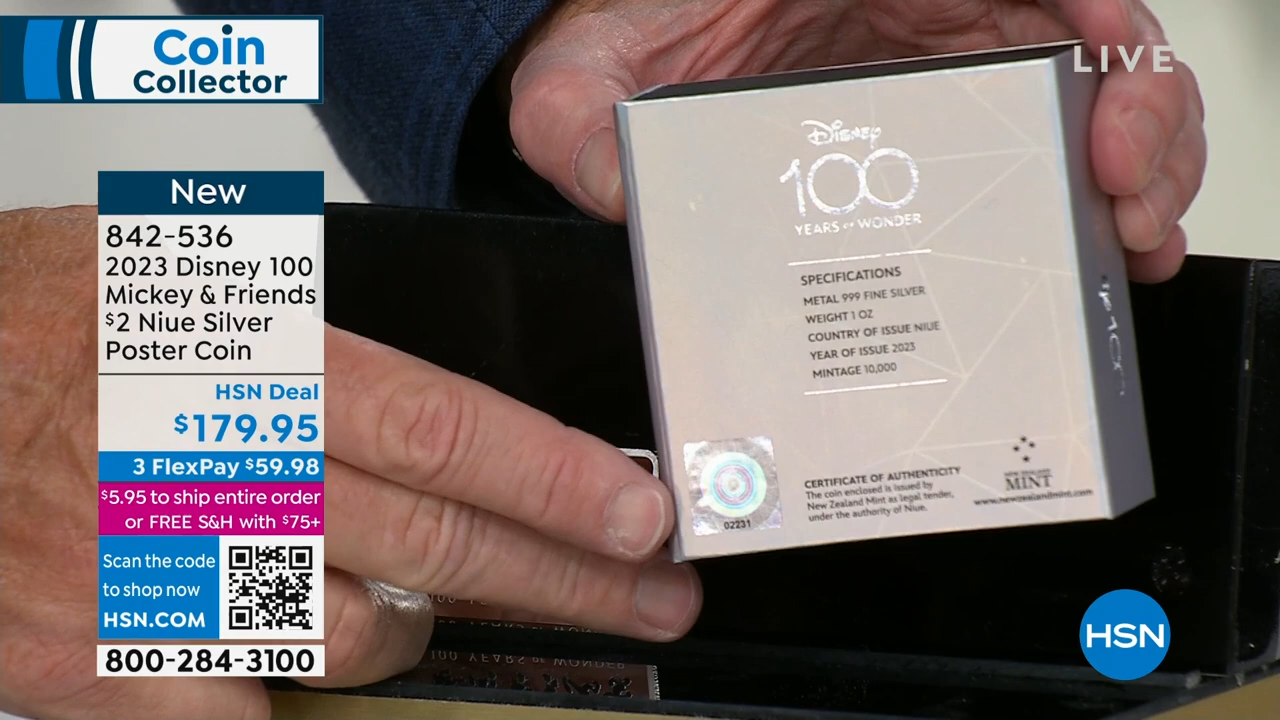 Coin
Collector
LIVE
New
842-536
2023 Disney 100
Mickey & Friends
$2 Niue Silver
Poster Coin
HSN Deal
$179.95
3 FlexPay $59.98
$5.95 to ship entire order
or FREE S&H with $75+
Scan the code
to shop now
HSN.COM
800-284-3100
Disney
100
YEARS of WONDER
SPECIFICATIONS
METAL 999 FINE SILVER
WEIGHT 1 OZ
COUNTRY OF ISSUE NIUE
YEAR OF ISSUE 2023
MINTAGE 10,000
02231
CERTIFICATE OF AUTHENTICITY
The coin enclosed is issued by
New Zealand Mint as legal tender,
under the authority of Niue.
NEW ZEALAND
MINT
www.newzealandmint.com
100 YEARS OF WONDER
HSN